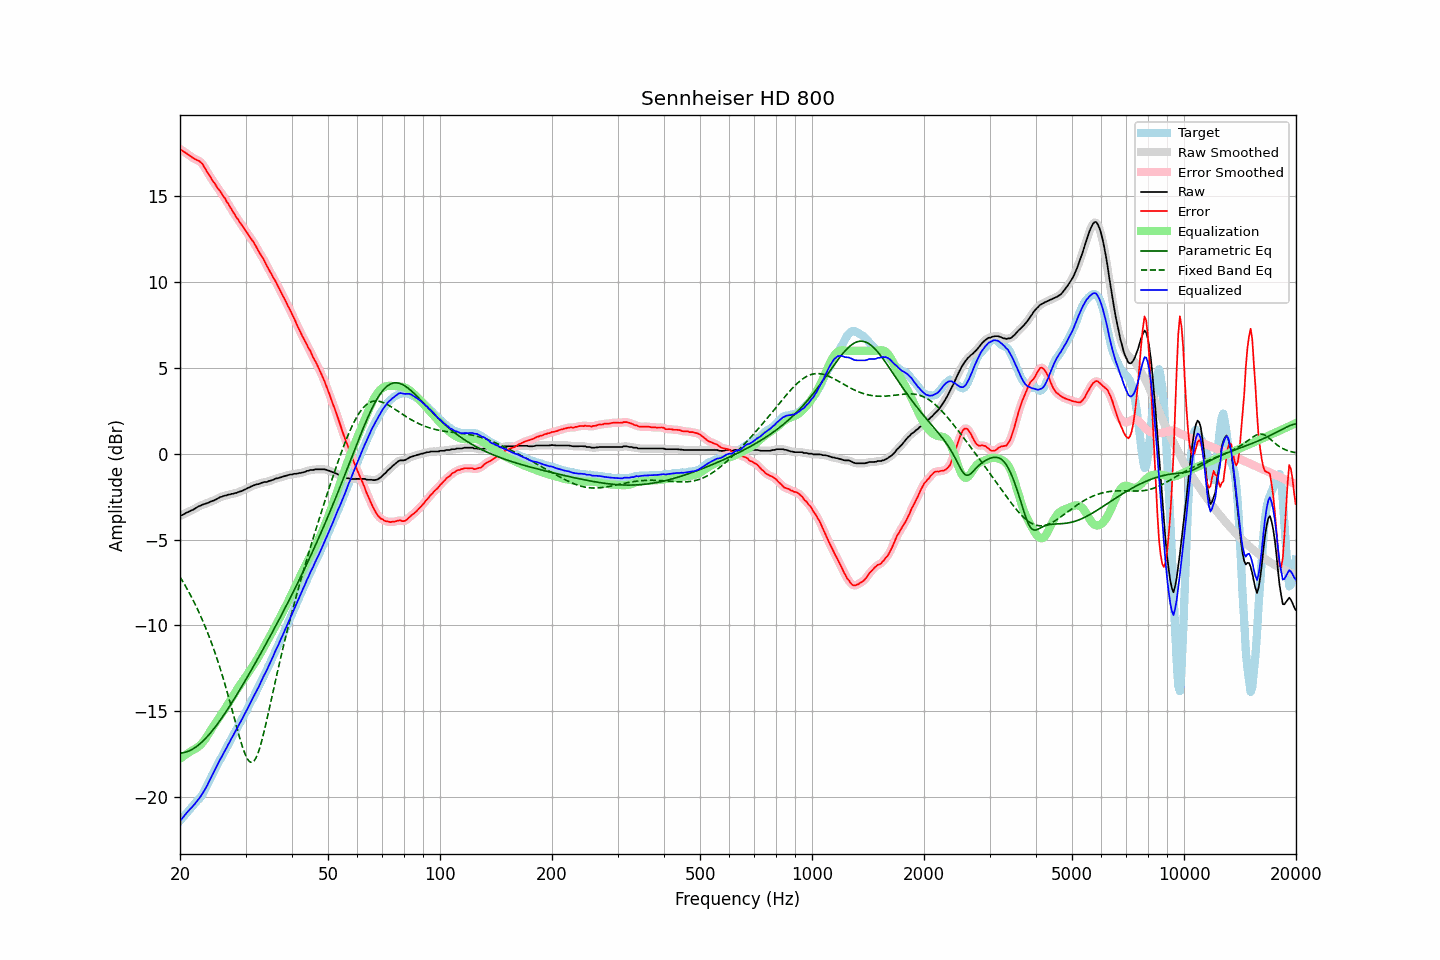 Sennheiser HD 800
Target
Raw Smoothed
Error Smoothed
Raw
Error
Equalization
Parametric Eq
Fixed Band Eq
Equalized
Amplitude (dBr)
15
10
5
0
−5
−10
−15
−20
20 50 100 200 500 1000 2000 5000 10000 20000
Frequency (Hz)